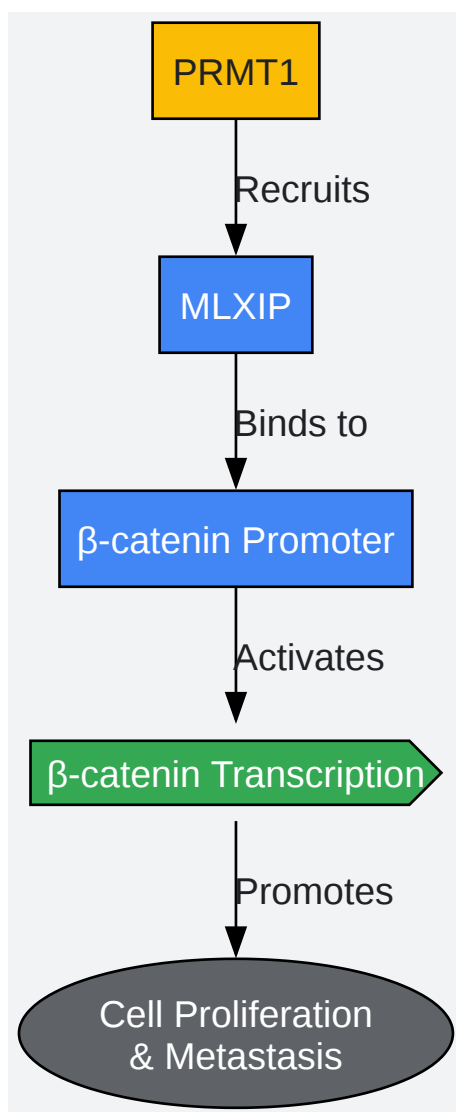 PRMT1
Recruits
MLXIP
Binds to
β-catenin Promoter
Activates
β-catenin Transcription
Promotes
Cell Proliferation
& Metastasis